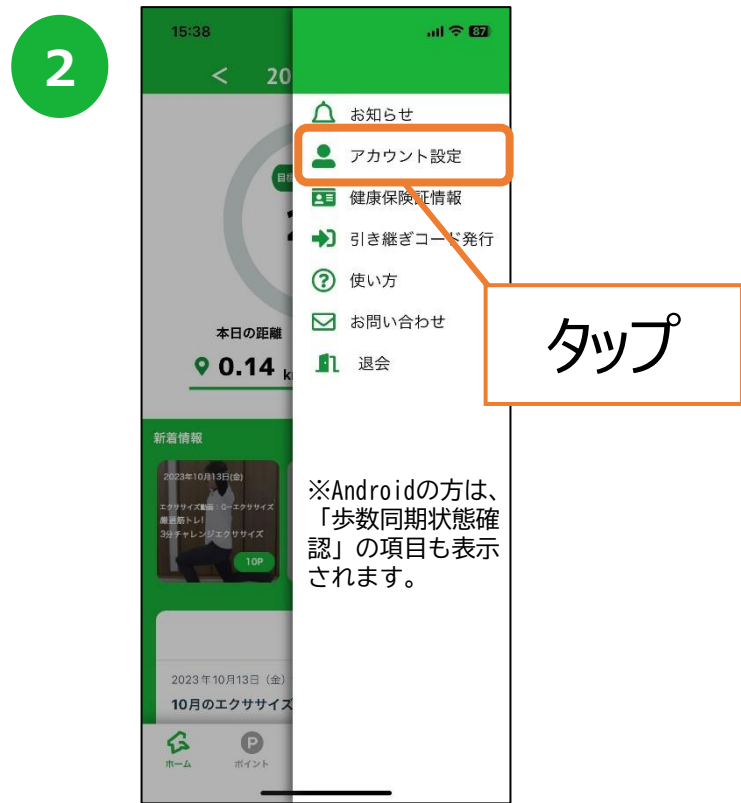 2
15:38
87
< 20
お知らせ
アカウント設定
健康保険証情報
引き継ぎコード発行
使い方
お問い合わせ
退会
タップ
本日の距離
0.14
新着情報
2023年10月13日(金)
エクササイズ動画:G-エクササイズ
厳選筋トレ!
3分チャレンジエクササイズ
10P
※Androidの方は、
「歩数同期状態確
認」の項目も表示
されます。
2023年10月13日(金)
10月のエクササイズ
P
ホーム
ポイント